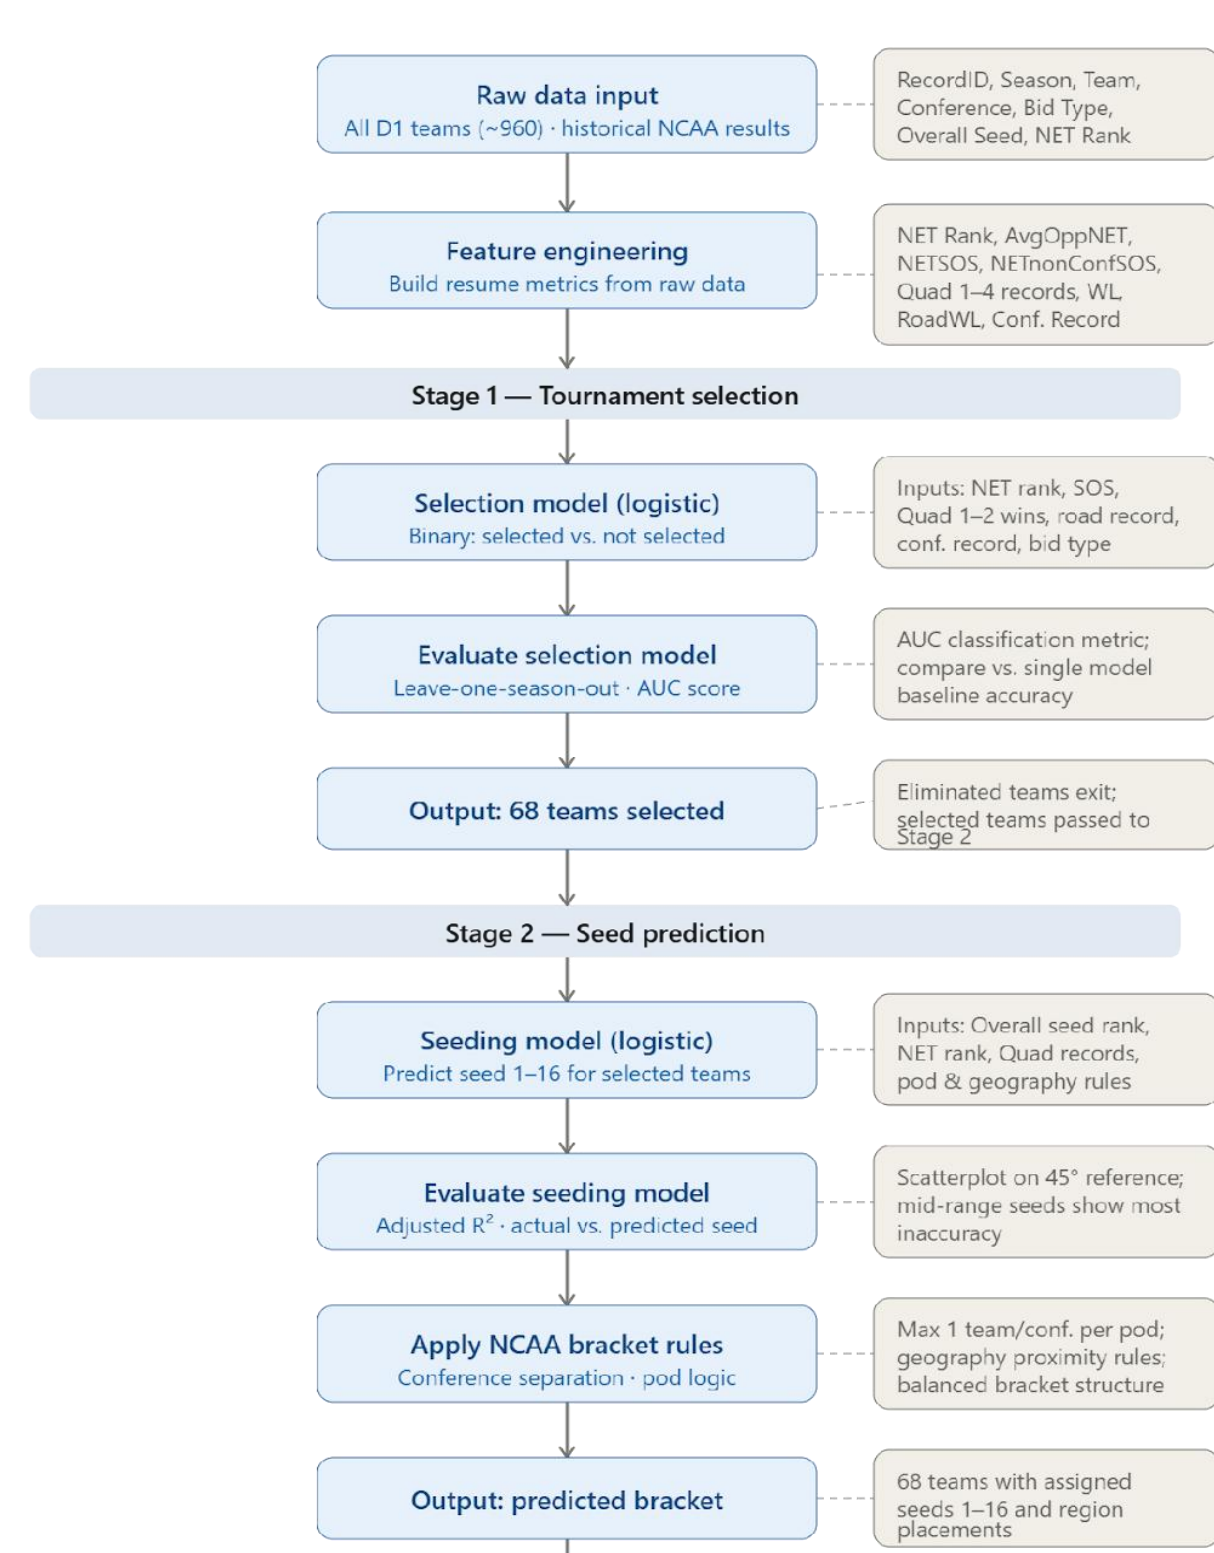 Raw data input
All D1 teams (~960) · historical NCAA results
RecordID, Season, Team,
Conference, Bid Type,
Overall Seed, NET Rank
Feature engineering
Build resume metrics from raw data
NET Rank, AvgOppNET,
NETSOS, NETnonConfSOS,
Quad 1–4 records, WL,
RoadWL, Conf. Record
Stage 1 — Tournament selection
Selection model (logistic)
Binary: selected vs. not selected
Inputs: NET rank, SOS,
Quad 1–2 wins, road record,
conf. record, bid type
Evaluate selection model
Leave-one-season-out · AUC score
AUC classification metric;
compare vs. single model
baseline accuracy
Output: 68 teams selected
Eliminated teams exit;
selected teams passed to
Stage 2
Stage 2 — Seed prediction
Seeding model (logistic)
Predict seed 1–16 for selected teams
Inputs: Overall seed rank,
NET rank, Quad records,
pod & geography rules
Evaluate seeding model
Adjusted R² · actual vs. predicted seed
Scatterplot on 45° reference;
mid-range seeds show most
inaccuracy
Apply NCAA bracket rules
Conference separation · pod logic
Max 1 team/conf. per pod;
geography proximity rules;
balanced bracket structure
Output: predicted bracket
68 teams with assigned
seeds 1–16 and region
placements